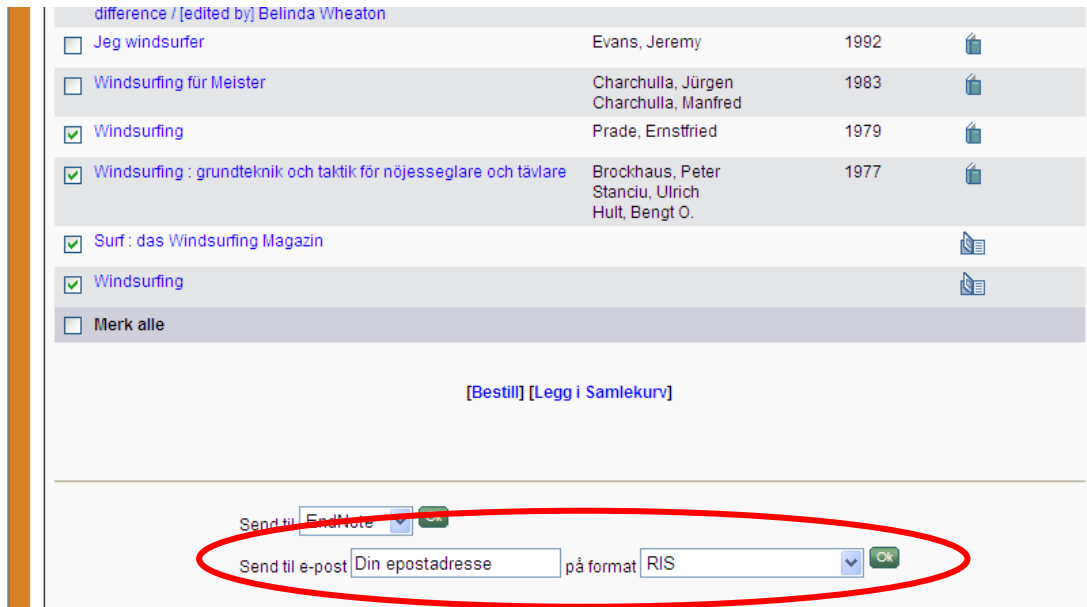 difference / [edited by] Belinda Wheaton
Jeg windsurfer Evans, Jeremy 1992
Windsurfing für Meister Charchulla, Jürgen 1983
Charchulla, Manfred
Windsurfing Prade, Ernstfried 1979
Windsurfing : grundteknik och taktik för nöjesseglare och tävlare Brockhaus, Peter 1977
Stanciu, Ulrich
Hult, Bengt O.
Surf : das Windsurfing Magazin
Windsurfing
Merk alle
[Bestill] [Legg i Samlekurv]
Send til EndNote Ok
Send til e-post Din epostadresse på format RIS Ok